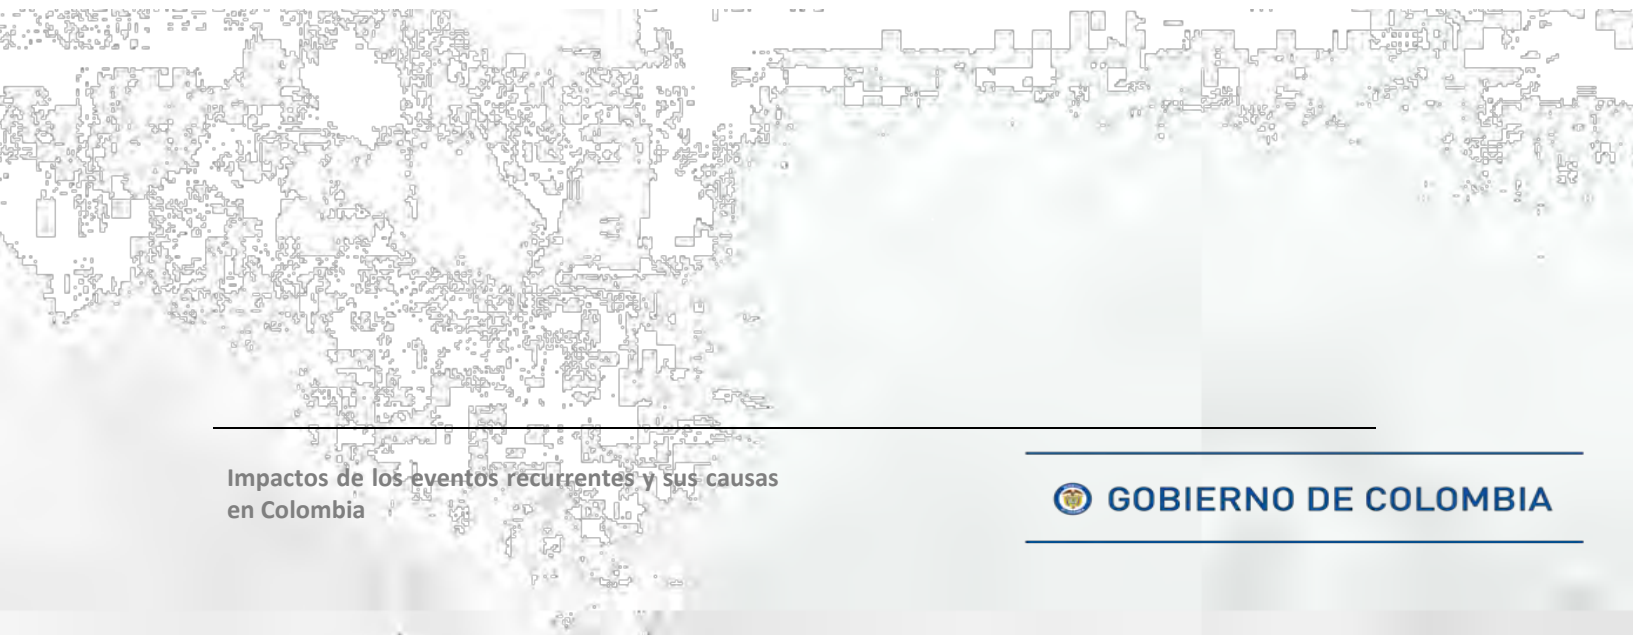 Impactos de los eventos recurrentes y sus causas
en Colombia
GOBIERNO DE COLOMBIA